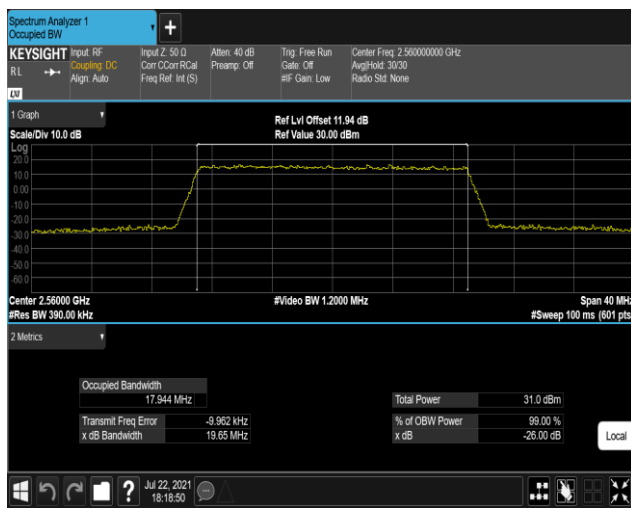 Spectrum Analyzer 1
Occupied BW
+
KEYSIGHT Input: RF Input Z: 50 Ω Atten: 40 dB Trig: Free Run Center Freq: 2.560000000 GHz
RL Coupling: DC Corr CCorr RCal Preamp: Off Gate: Off Avg|Hold: 30/30
Align: Auto Freq Ref: Int (S) #IF Gain: Low Radio Std: None
LXI
1 Graph
Ref Lvl Offset 11.94 dB
Scale/Div 10.0 dB Ref Value 30.00 dBm
Log
20.0
10.0
0.00
-10.0
-20.0
-30.0
-40.0
-50.0
-60.0
Center 2.56000 GHz #Video BW 1.2000 MHz Span 40 MHz
#Res BW 390.00 kHz #Sweep 100 ms (601 pts
2 Metrics
Occupied Bandwidth
17.944 MHz Total Power 31.0 dBm
Transmit Freq Error -9.962 kHz % of OBW Power 99.00 %
x dB Bandwidth 19.65 MHz x dB -26.00 dB
Local
? Jul 22, 2021
18:18:50